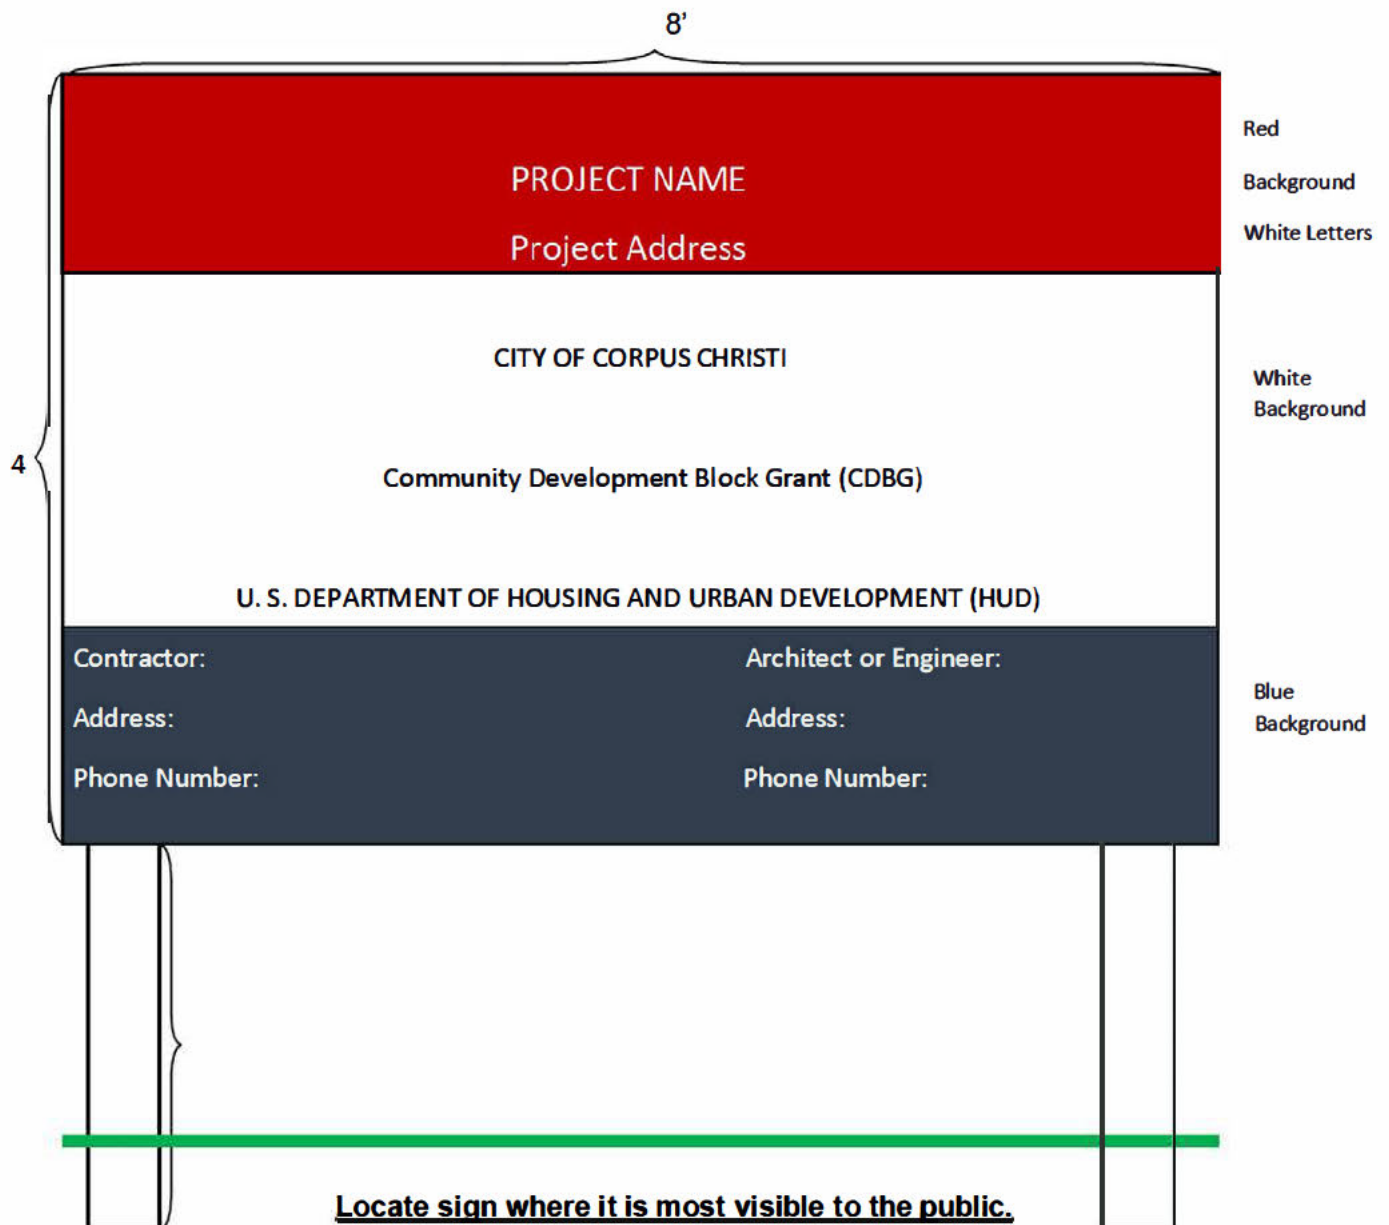 8’
PROJECT NAME
Project Address
Red
Background
White Letters
CITY OF CORPUS CHRISTI
Community Development Block Grant (CDBG)
U. S. DEPARTMENT OF HOUSING AND URBAN DEVELOPMENT (HUD)
White
Background
4
Contractor:
Address:
Phone Number:
Architect or Engineer:
Address:
Phone Number:
Blue
Background
Locate sign where it is most visible to the public.